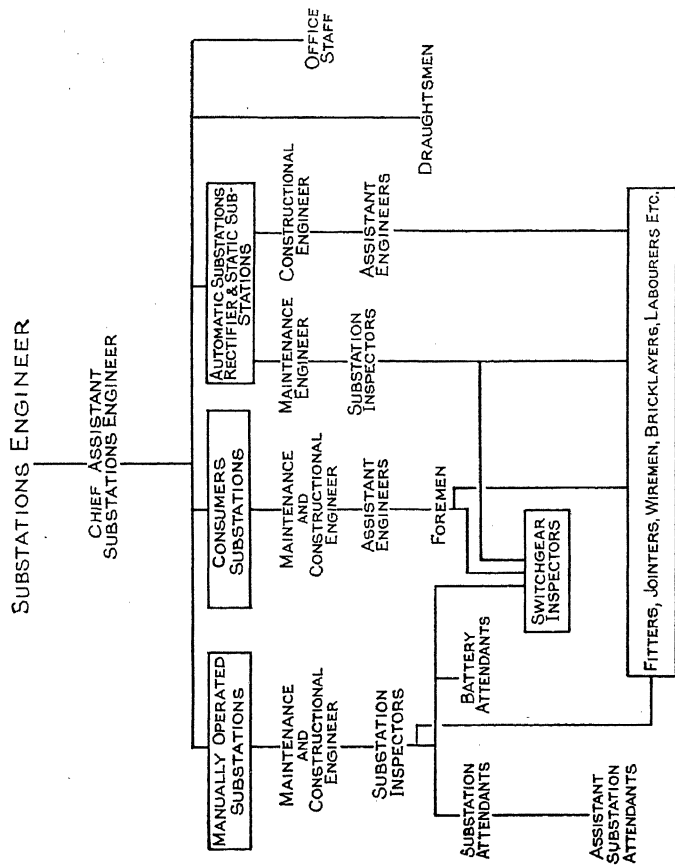 SUBSTATIONS ENGINEER
CHIEF ASSISTANT
SUBSTATIONS ENGINEER
MANUALLY OPERATED
SUBSTATIONS
CONSUMERS
SUBSTATIONS
AUTOMATIC SUBSTATIONS
RECTIFIER & STATIC SUB-
STATIONS
OFFICE
STAFF
MAINTENANCE
AND
CONSTRUCTIONAL
ENGINEER
MAINTENANCE
AND
CONSTRUCTIONAL
ENGINEER
MAINTENANCE
ENGINEER
CONSTRUCTIONAL
ENGINEER
SUBSTATION
INSPECTORS
ASSISTANT
ENGINEERS
SUBSTATION
INSPECTORS
ASSISTANT
ENGINEERS
DRAUGHTSMEN
FOREMEN
SUBSTATION
ATTENDANTS
BATTERY
ATTENDANTS
SWITCHGEAR
INSPECTORS
ASSISTANT
SUBSTATION
ATTENDANTS
FITTERS, JOINTERS, WIREMEN, BRICKLAYERS, LABOURERS ETC.